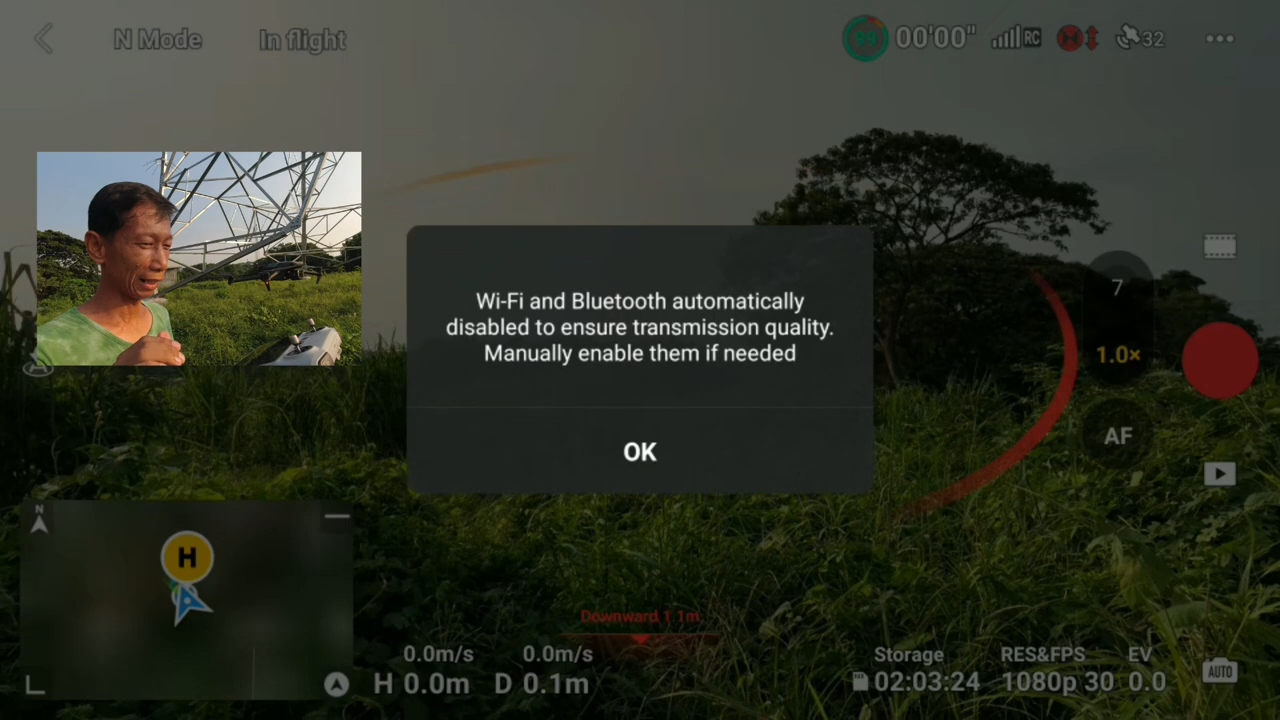 N Mode
In flight
99
00'00"
RC
32
Wi-Fi and Bluetooth automatically
disabled to ensure transmission quality.
Manually enable them if needed
OK
7
1.0×
AF
N
H
Downward 1.1m
0.0m/s
0.0m/s
H 0.0m
D 0.1m
Storage
02:03:24
RES&FPS
1080p 30
EV
0.0
AUTO
L